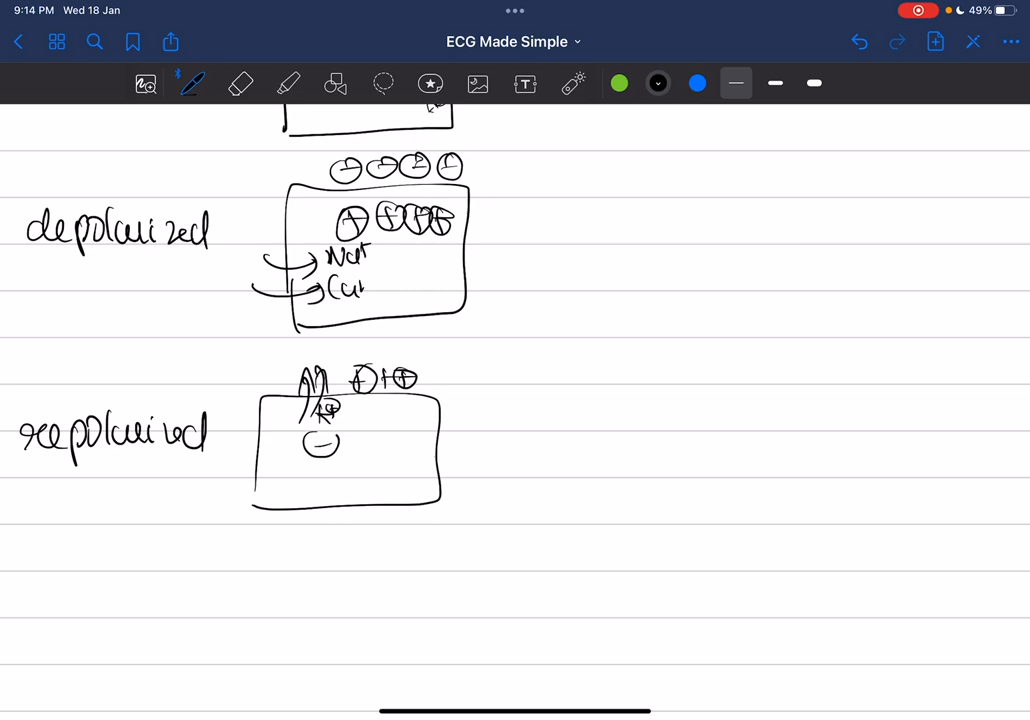 9:14 PM Wed 18 Jan
49%
ECG Made Simple
T
depolarized
Na+
Ca+
repolarized
K+